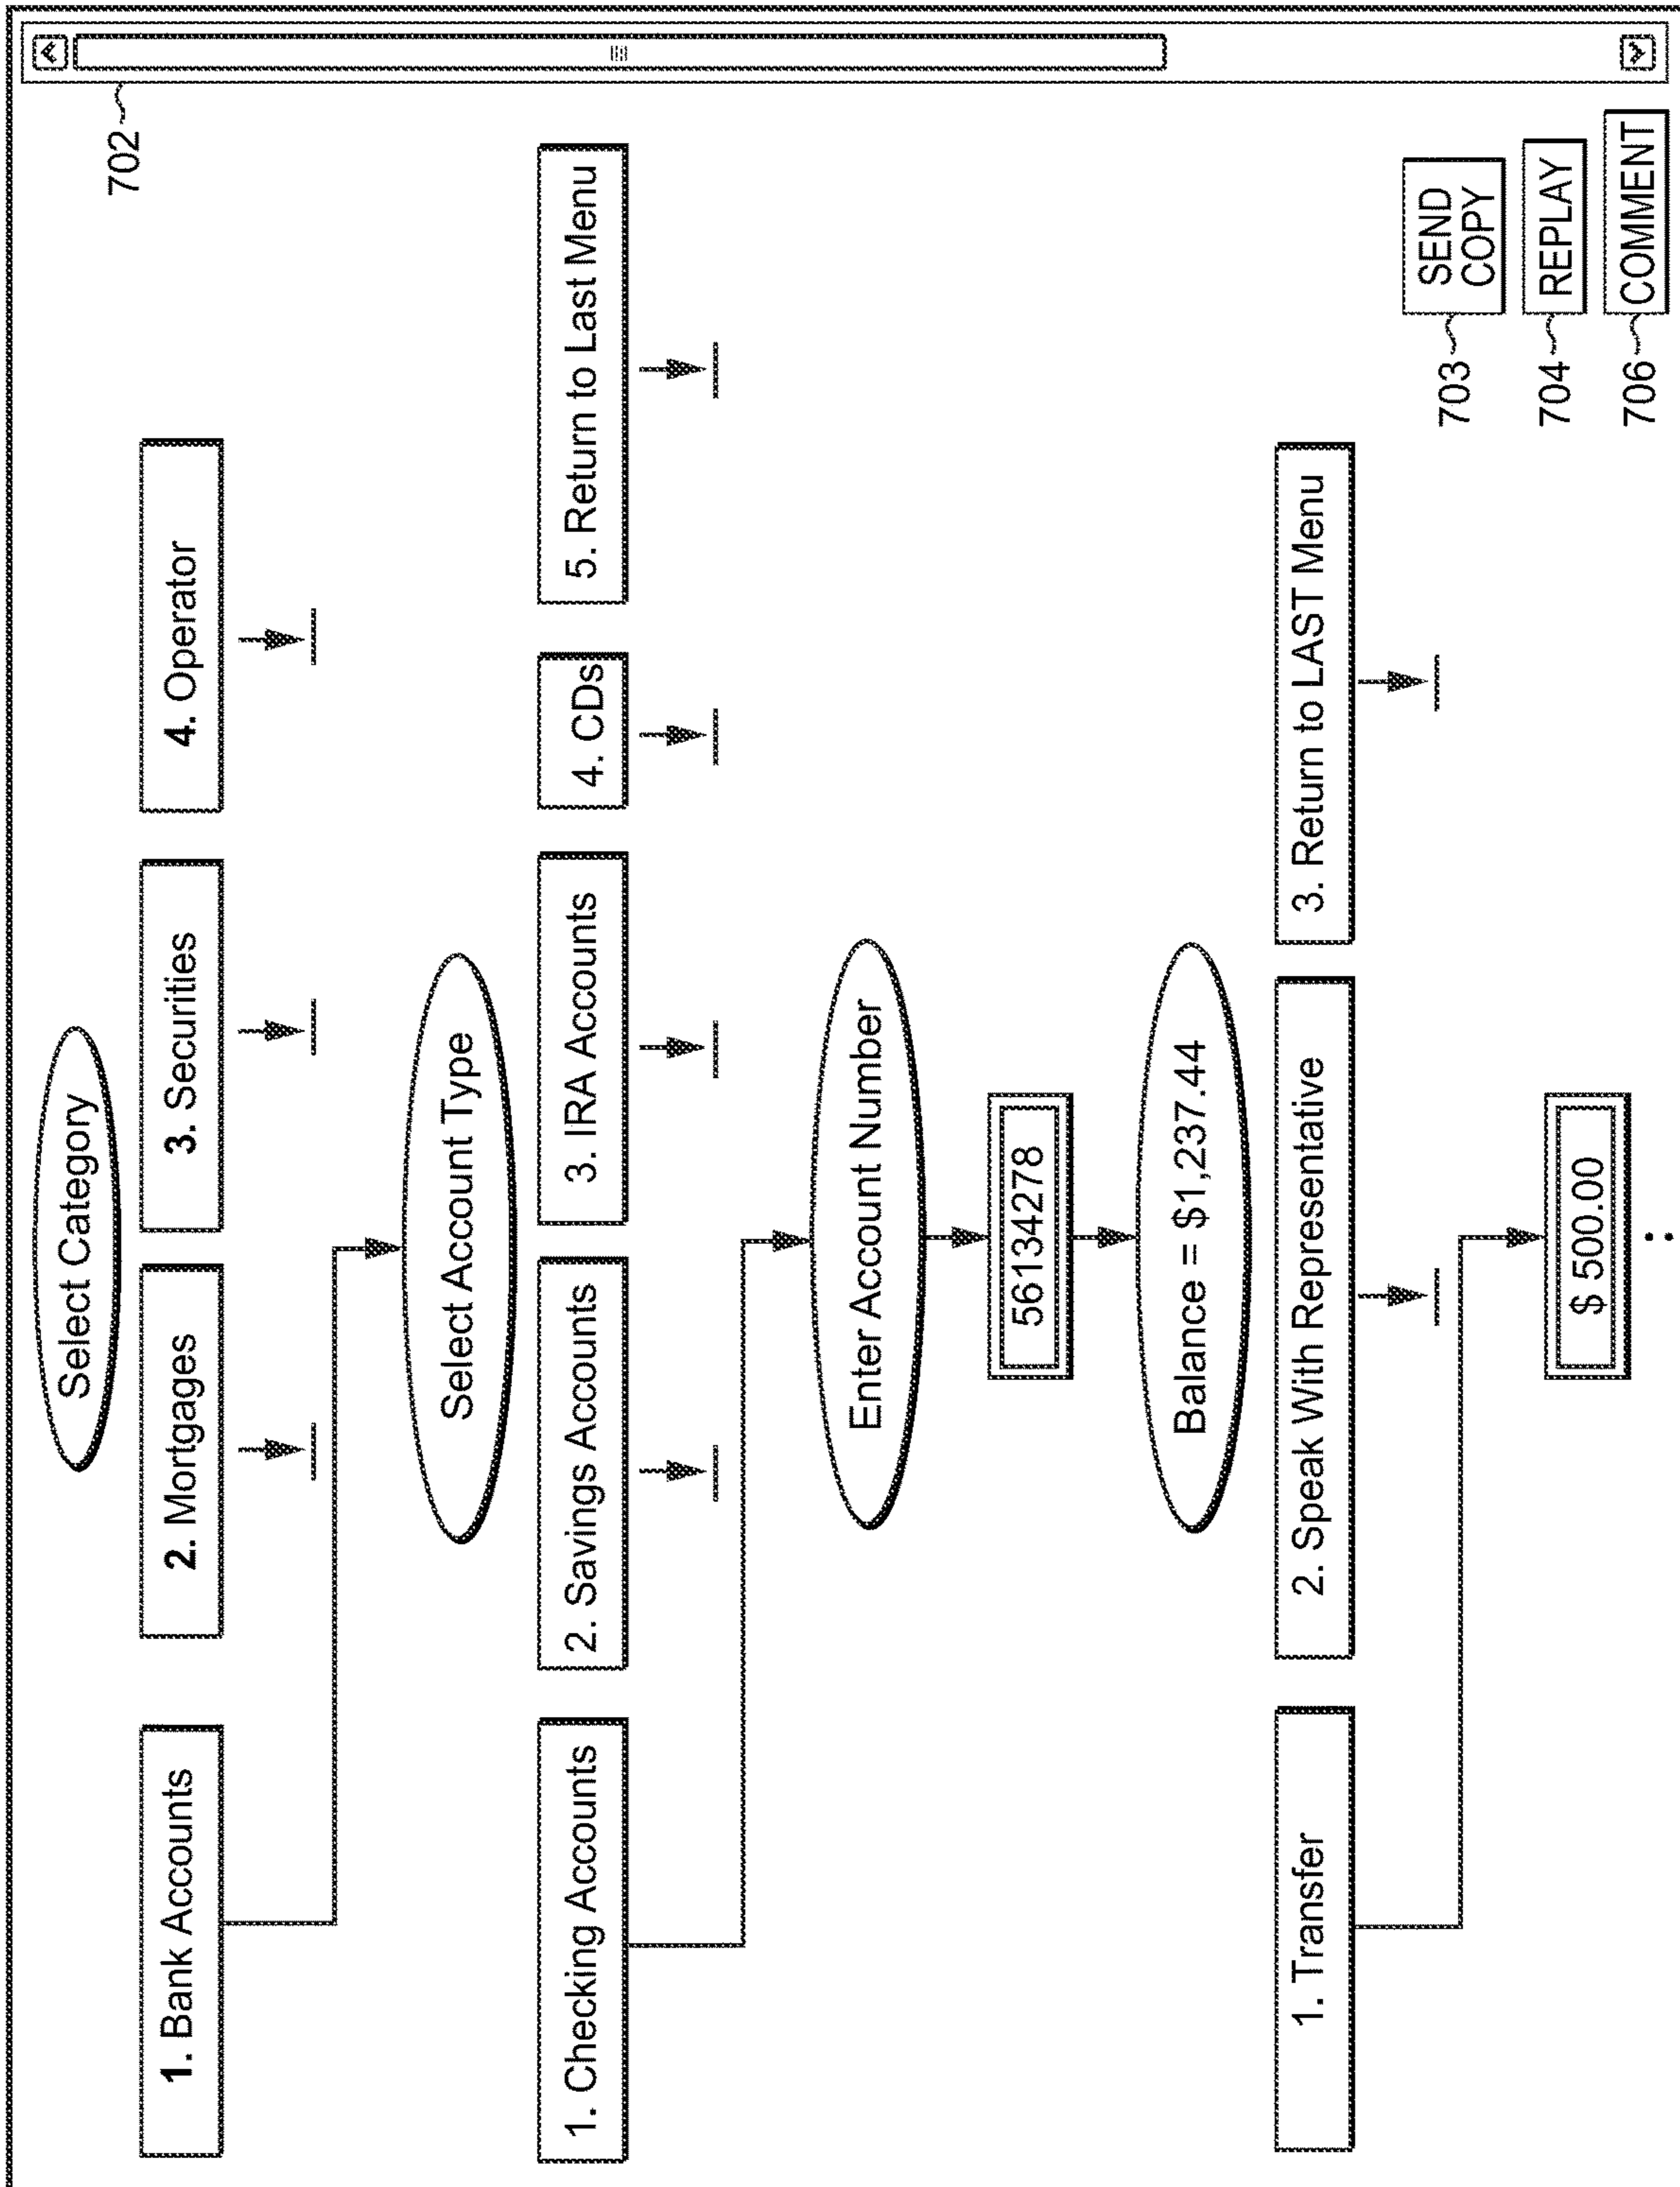 702
Select Category
1. Bank Accounts
2. Mortgages
3. Securities
4. Operator
Select Account Type
1. Checking Accounts
2. Savings Accounts
3. IRA Accounts
4. CDs
5. Return to Last Menu
Enter Account Number
56134278
Balance = $1,237.44
1. Transfer
2. Speak With Representative
3. Return to LAST Menu
$ 500.00
703
SEND
COPY
704
REPLAY
706
COMMENT